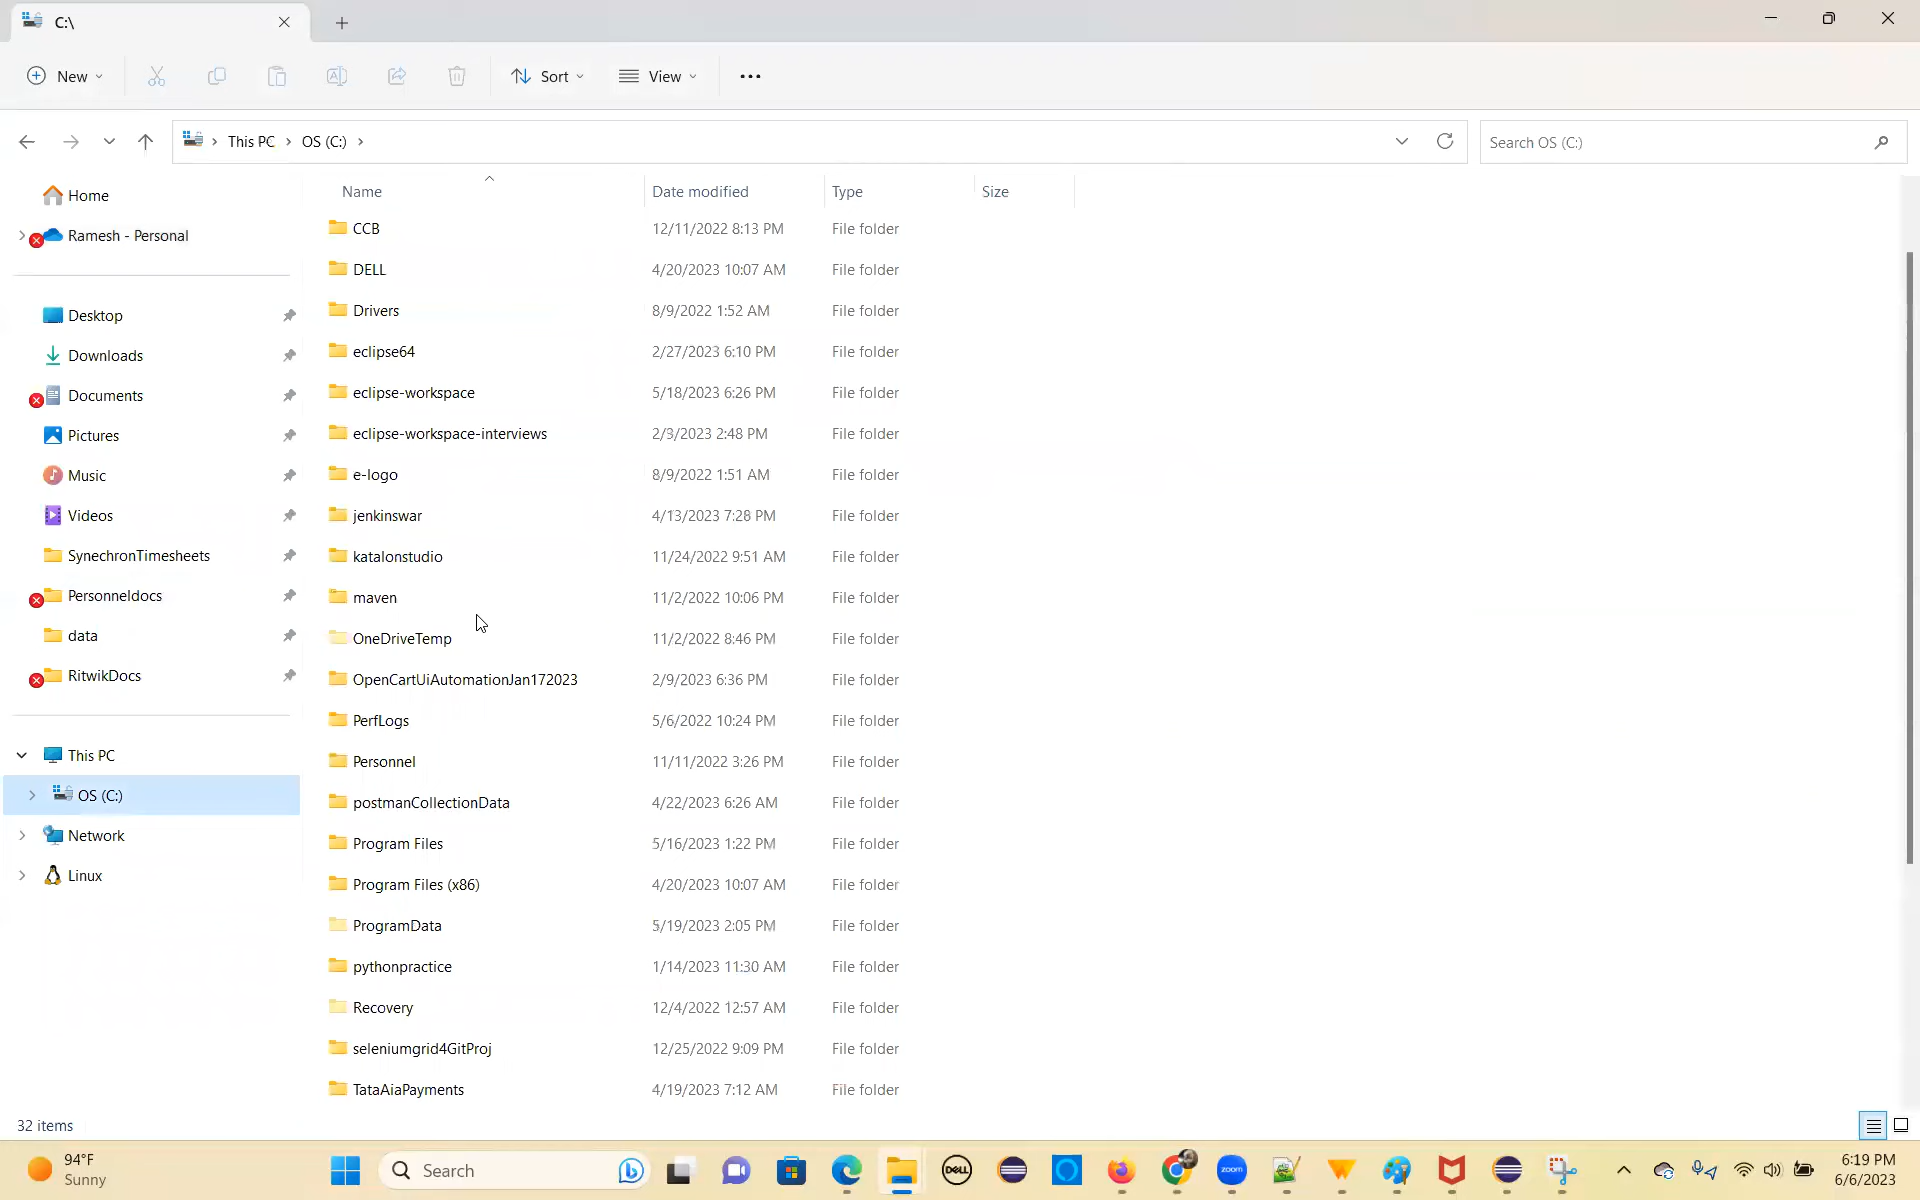 C:\
New
Sort
View
This PC
OS (C:)
Search OS (C:)
Home
Ramesh - Personal
Desktop
Downloads
Documents
Pictures
Music
Videos
SynechronTimesheets
Personneldocs
data
RitwikDocs
This PC
OS (C:)
Network
Linux
Name Date modified Type Size
CCB 12/11/2022 8:13 PM File folder
DELL 4/20/2023 10:07 AM File folder
Drivers 8/9/2022 1:52 AM File folder
eclipse64 2/27/2023 6:10 PM File folder
eclipse-workspace 5/18/2023 6:26 PM File folder
eclipse-workspace-interviews 2/3/2023 2:48 PM File folder
e-logo 8/9/2022 1:51 AM File folder
jenkinswar 4/13/2023 7:28 PM File folder
katalonstudio 11/24/2022 9:51 AM File folder
maven 11/2/2022 10:06 PM File folder
OneDriveTemp 11/2/2022 8:46 PM File folder
OpenCartUiAutomationJan172023 2/9/2023 6:36 PM File folder
PerfLogs 5/6/2022 10:24 PM File folder
Personnel 11/11/2022 3:26 PM File folder
postmanCollectionData 4/22/2023 6:26 AM File folder
Program Files 5/16/2023 1:22 PM File folder
Program Files (x86) 4/20/2023 10:07 AM File folder
ProgramData 5/19/2023 2:05 PM File folder
pythonpractice 1/14/2023 11:30 AM File folder
Recovery 12/4/2022 12:57 AM File folder
seleniumgrid4GitProj 12/25/2022 9:09 PM File folder
TataAiaPayments 4/19/2023 7:12 AM File folder
32 items
94°F
Sunny
Search
DELL
zoom
6:19 PM
6/6/2023